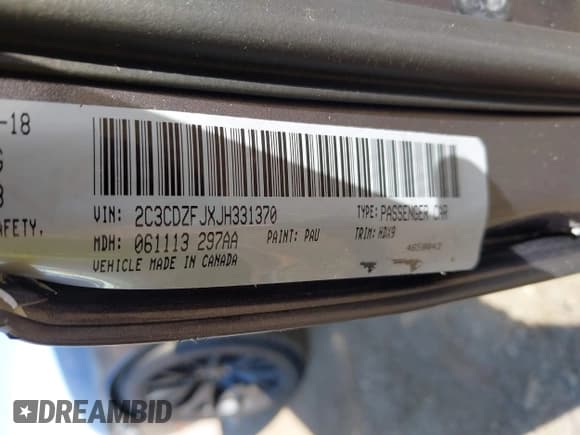 -18
G
3
AFETY,
VIN: 2C3CDZFJXJH331370
TYPE: PASSENGER CAR
MDH: 061113 297AA
PAINT: PAU
TRIM: HDX9
VEHICLE MADE IN CANADA
DREAMBID